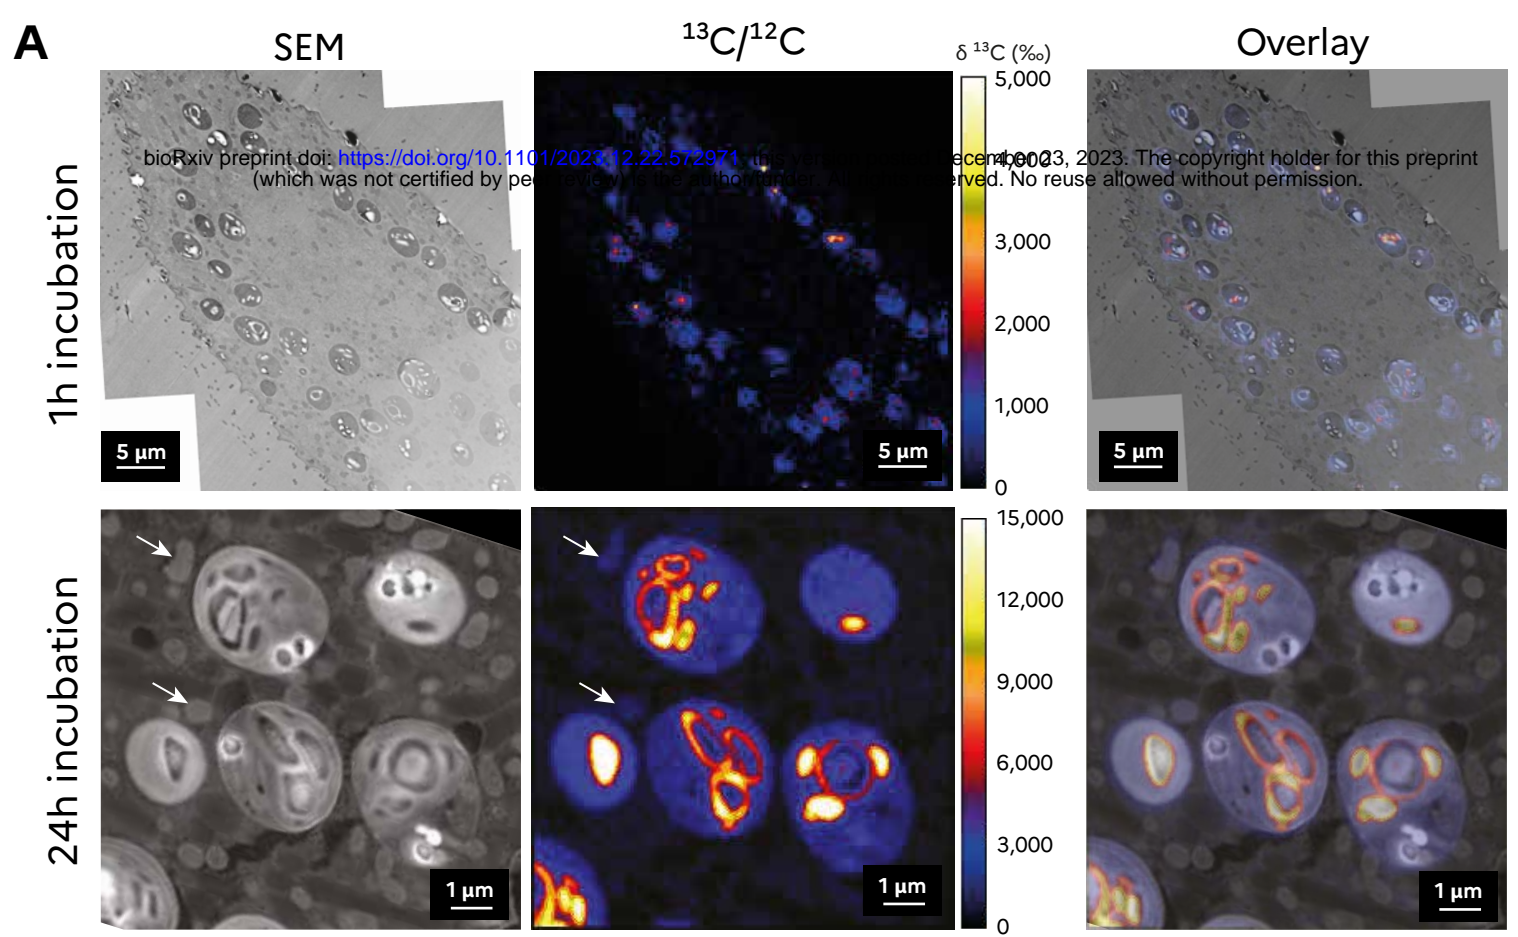 A
SEM
¹³C/¹²C
δ ¹³C (‰)
Overlay
5,000
bioRxiv preprint doi: https://doi.org/10.1101/2023.12.22.572971; this version posted December 23, 2023. The copyright holder for this preprint
4,000
(which was not certified by peer review) is the author/funder. All rights reserved. No reuse allowed without permission.
3,000
2,000
1,000
0
1h incubation
5 µm
5 µm
5 µm
15,000
12,000
9,000
6,000
3,000
0
24h incubation
1 µm
1 µm
1 µm